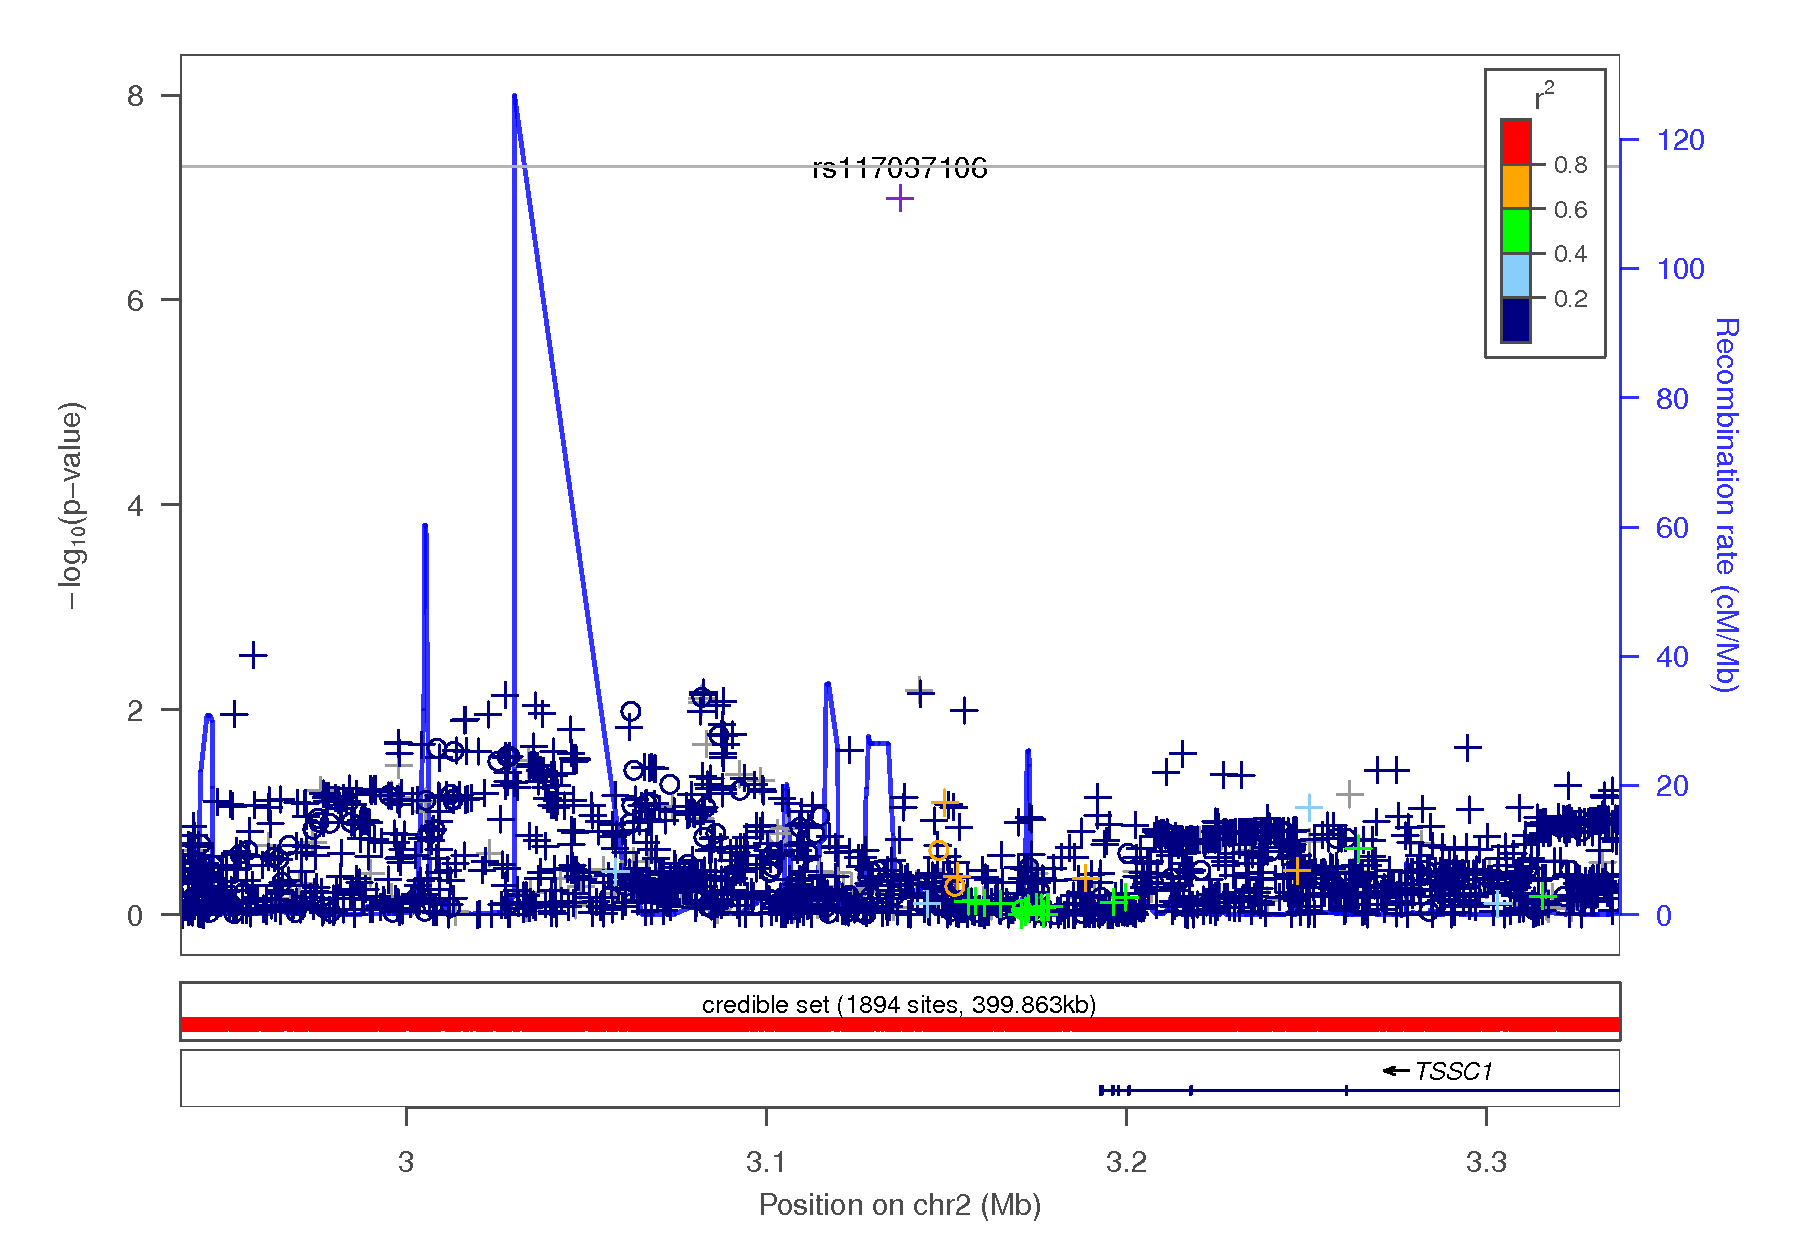 8
6
4
2
0
−log10(p−value)
rs117037106
r2
0.8
0.6
0.4
0.2
120
100
80
60
40
20
0
Recombination rate (cM/Mb)
credible set (1894 sites, 399.863kb)
TSSC1
3
3.1
3.2
3.3
Position on chr2 (Mb)